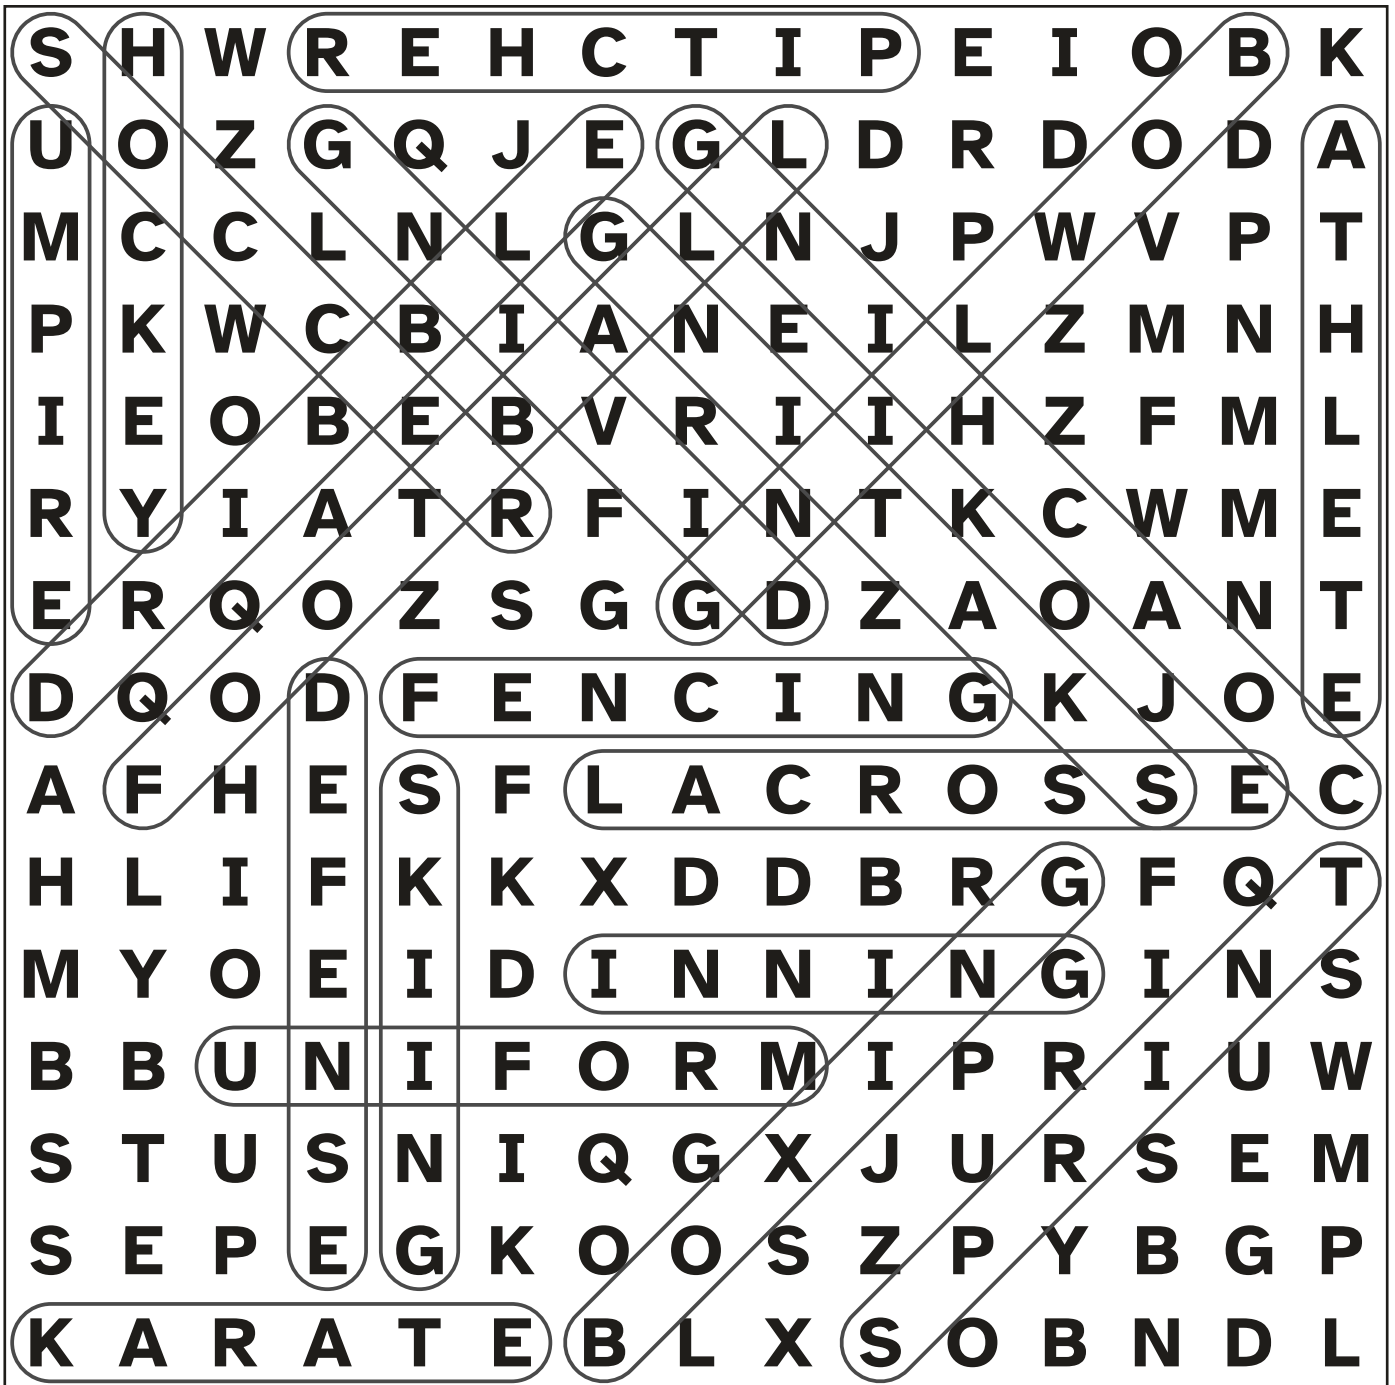 S H W R E H C T I P E I O B K
U O Z G Q J E G L D R D O D A
M C C L N L G L N J P W V P T
P K W C B I A N E I L Z M N H
I E O B E B V R I I H Z F M L
R Y I A T R F I N T K C W M E
E R Q O Z S G G D Z A O A N T
D Q O D F E N C I N G K J O E
A F H E S F L A C R O S S E C
H L I F K K X D D B R G F Q T
M Y O E I D I N N I N G I N S
B B U N I F O R M I P R I U W
S T U S N I Q G X J U R S E M
S E P E G K O O S Z P Y B G P
K A R A T E B L X S O B N D L